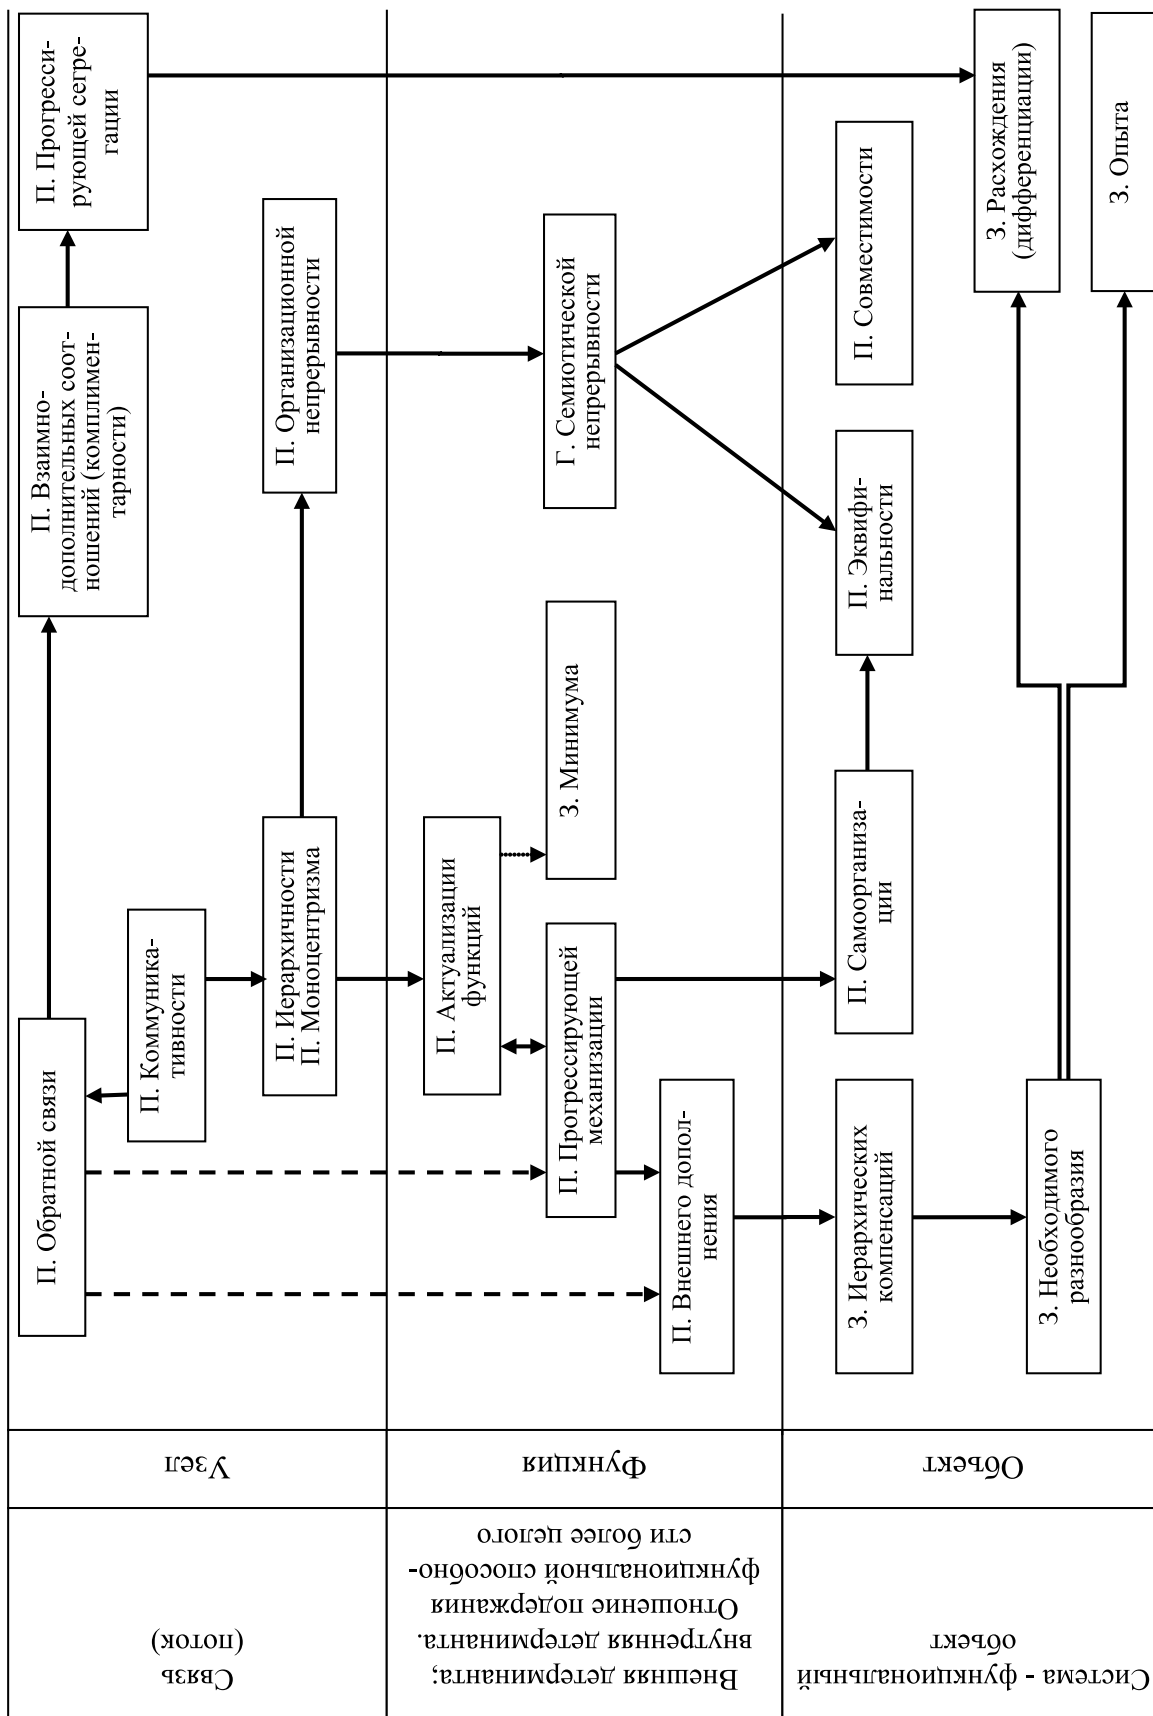 П. Обратной связи
П. Взаимно-
дополнительных соот-
ношений (комплимен-
тарности)
П. Прогресси-
рующей сегре-
гации
П. Коммуника-
тивности
П. Иерархичности
П. Моноцентризма
П. Организационной
непрерывности
П. Актуализации
функций
П. Прогрессирующей
механизации
З. Минимума
Г. Семиотической
непрерывности
П. Внешнего допол-
нения
З. Иерархических
компенсаций
П. Самоорганиза-
ции
П. Эквифи-
нальности
П. Совместимости
З. Необходимого
разнообразия
З. Расхождения
(дифференциации)
З. Опыта
Узел
Функция
Объект
Связь
(поток)
Внешняя детерминанта;
внутренняя детерминанта.
Отношение подержания
функциональной способно-
сти более целого
Система - функциональный
объект